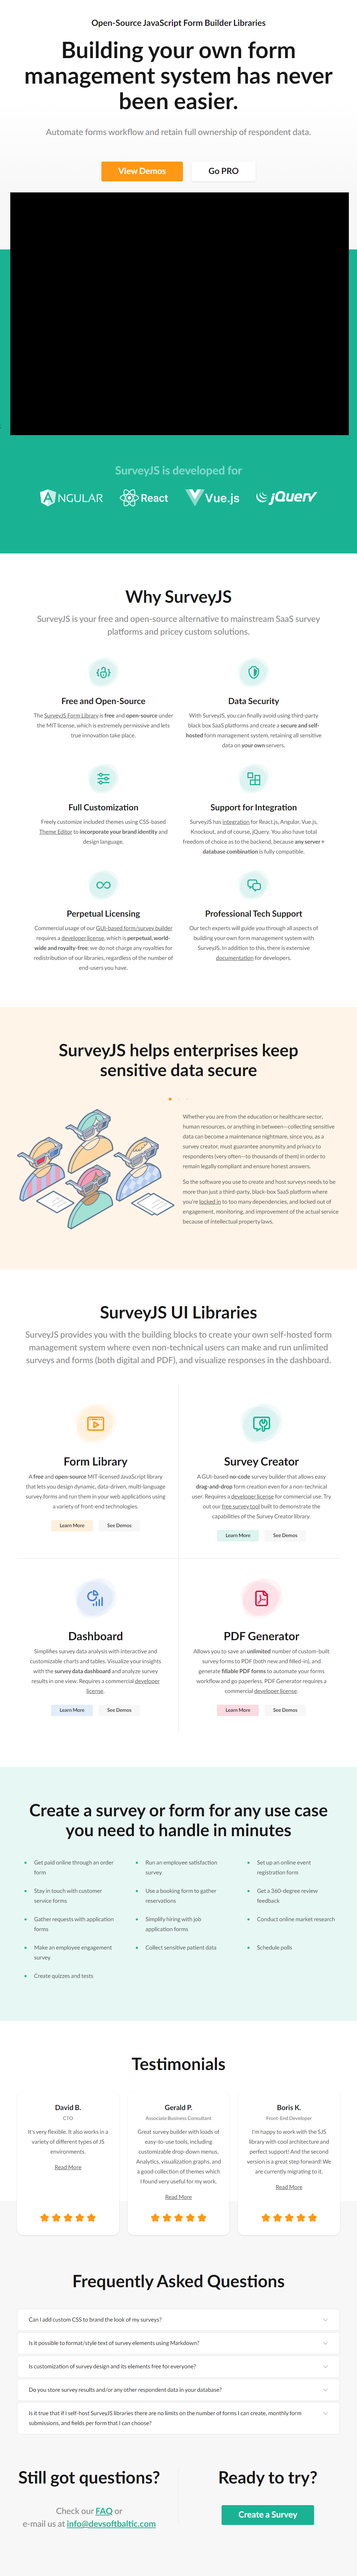 Open-Source JavaScript Form Builder Libraries
Building your own form
management system has never
been easier.
Automate forms workflow and retain full ownership of respondent data.
View Demos
Go PRO
SurveyJS is developed for
ANGULAR
React
Vue.js
jQuery
Why SurveyJS
SurveyJS is your free and open-source alternative to mainstream SaaS survey
platforms and pricey custom solutions.
Free and Open-Source
The SurveyJS Form Library is free and open-source under
the MIT license, which is extremely permissive and lets
true innovation take place.
Data Security
With SurveyJS, you can finally avoid using third-party
black box SaaS platforms and create a secure and self-
hosted form management system, retaining all sensitive
data on your own servers.
Full Customization
Freely customize included themes using CSS-based
Theme Editor to incorporate your brand identity and
design language.
Support for Integration
SurveyJS has integration for React.js, Angular, Vue.js,
Knockout, and of course, jQuery. You also have total
freedom of choice as to the backend, because any server +
database combination is fully compatible.
Perpetual Licensing
Commercial usage of our GUI-based form/survey builder
requires a developer license, which is perpetual, world-
wide and royalty-free: we do not charge any royalties for
redistribution of our libraries, regardless of the number of
end-users you have.
Professional Tech Support
Our tech experts will guide you through all aspects of
building your own form management system with
SurveyJS. In addition to this, there is extensive
documentation for developers.
SurveyJS helps enterprises keep
sensitive data secure
Whether you are from the education or healthcare sector,
human resources, or anything in between—collecting sensitive
data can become a maintenance nightmare, since you, as a
survey creator, must guarantee anonymity and privacy to
respondents (very often—to thousands of them) in order to
remain legally compliant and ensure honest answers.
So the software you use to create and host surveys needs to be
more than just a third-party, black-box SaaS platform where
you're locked in to too many dependencies, and locked out of
engagement, monitoring, and improvement of the actual service
because of intellectual property laws.
SurveyJS UI Libraries
SurveyJS provides you with the building blocks to create your own self-hosted form
management system where even non-technical users can make and run unlimited
surveys and forms (both digital and PDF), and visualize responses in the dashboard.
Form Library
A free and open-source MIT-licensed JavaScript library
that lets you design dynamic, data-driven, multi-language
survey forms and run them in your web applications using
a variety of front-end technologies.
Learn More
See Demos
Survey Creator
A GUI-based no-code survey builder that allows easy
drag-and-drop form creation even for a non-technical
user. Requires a developer license for commercial use. Try
out our free survey tool built to demonstrate the
capabilities of the Survey Creator library.
Learn More
See Demos
Dashboard
Simplifies survey data analysis with interactive and
customizable charts and tables. Visualize your insights
with the survey data dashboard and analyze survey
results in one view. Requires a commercial developer
license.
Learn More
See Demos
PDF Generator
Allows you to save an unlimited number of custom-built
survey forms to PDF (both new and filled-in), and
generate fillable PDF forms to automate your forms
workflow and go paperless. PDF Generator requires a
commercial developer license.
Learn More
See Demos
Create a survey or form for any use case
you need to handle in minutes
Get paid online through an order
form
Run an employee satisfaction
survey
Set up an online event
registration form
Stay in touch with customer
service forms
Use a booking form to gather
reservations
Get a 360-degree review
feedback
Gather requests with application
forms
Simplify hiring with job
application forms
Conduct online market research
Make an employee engagement
survey
Collect sensitive patient data
Schedule polls
Create quizzes and tests
Testimonials
David B.
CTO
It's very flexible. It also works in a
variety of different types of JS
environments.
Read More
Gerald P.
Associate Business Consultant
Great survey builder with loads of
easy-to-use tools, including
customizable drop-down menus,
Analytics, visualization graphs, and
a good collection of themes which
I found very useful for my work.
Read More
Boris K.
Front-End Developer
I'm happy to work with the SJS
library with cool architecture and
perfect support! And the second
version is a great step forward! We
are currently migrating to it.
Read More
Frequently Asked Questions
Can I add custom CSS to brand the look of my surveys?
Is it possible to format/style text of survey elements using Markdown?
Is customization of survey design and its elements free for everyone?
Do you store survey results and/or any other respondent data in your database?
Is it true that if I self-host SurveyJS libraries there are no limits on the number of forms I can create, monthly form
submissions, and fields per form that I can choose?
Still got questions?
Check our FAQ or
e-mail us at info@devsoftbaltic.com
Ready to try?
Create a Survey